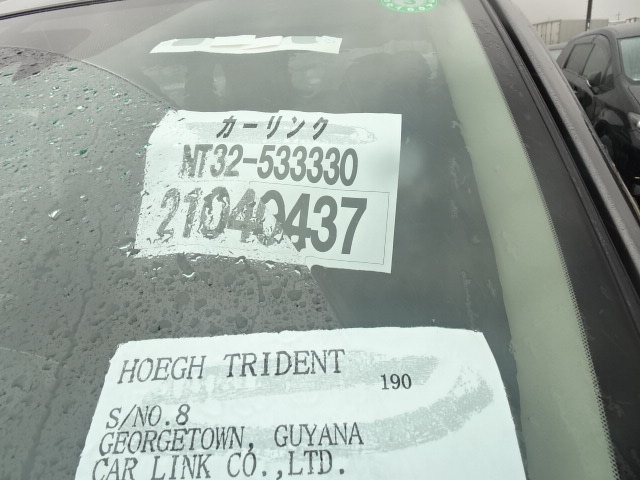 カーリンク
NT32-533330
21040437
HOEGH TRIDENT
190
S/NO.8
GEORGETOWN, GUYANA
CAR LINK CO.,LTD.